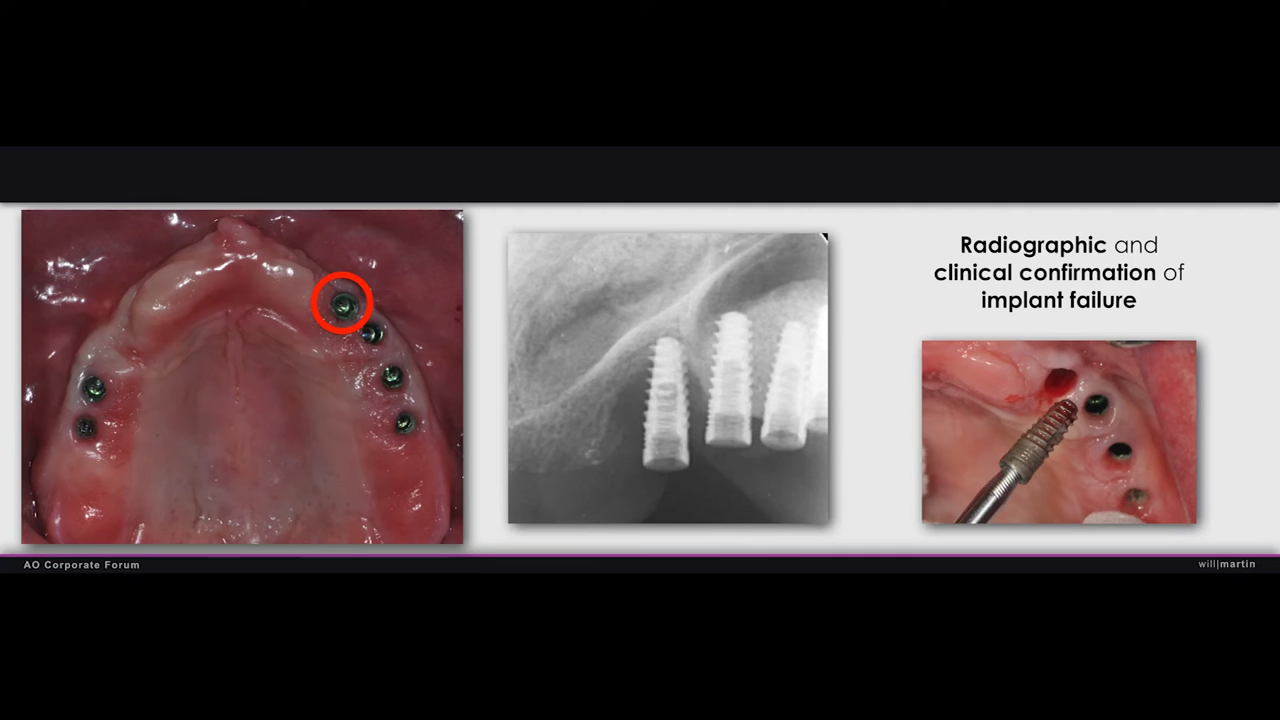 Radiographic and
clinical confirmation of
implant failure
AO Corporate Forum
will|martin